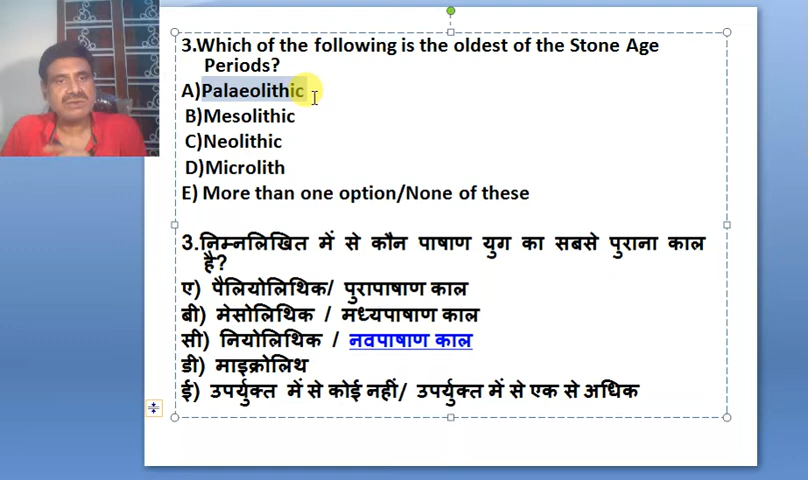 3.Which of the following is the oldest of the Stone Age
Periods?
A)Palaeolithic
B)Mesolithic
C)Neolithic
D)Microlith
E) More than one option/None of these
3.निम्नलिखित में से कौन पाषाण युग का सबसे पुराना काल
है?
ए) पैलियोलिथिक/ पुरापाषाण काल
बी) मेसोलिथिक / मध्यपाषाण काल
सी) नियोलिथिक / नवपाषाण काल
डी) माइक्रोलिथ
ई) उपर्युक्त में से कोई नहीं/ उपर्युक्त में से एक से अधिक